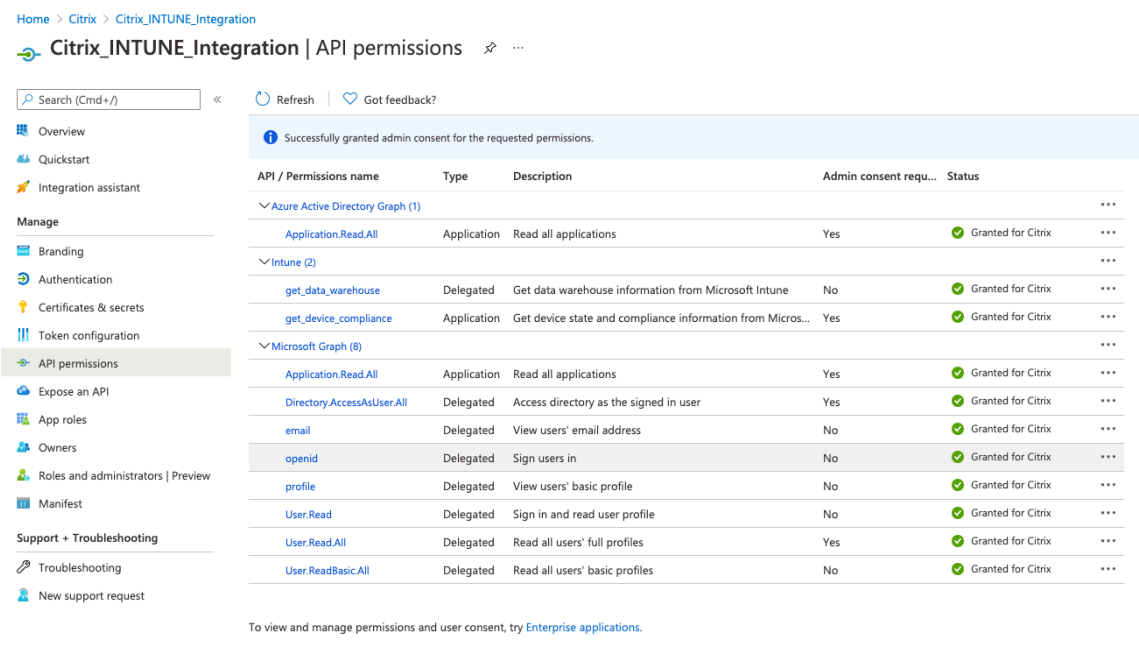 Home > Citrix > Citrix_INTUNE_Integration
Citrix_INTUNE_Integration | API permissions ...
Search (Cmd+/) «
Refresh | Got feedback?
Overview
Quickstart
Integration assistant
Manage
Branding
Authentication
Certificates & secrets
Token configuration
API permissions
Expose an API
App roles
Owners
Roles and administrators | Preview
Manifest
Support + Troubleshooting
Troubleshooting
New support request
Successfully granted admin consent for the requested permissions.
API / Permissions name Type Description Admin consent requ... Status
Azure Active Directory Graph (1) ...
Application.Read.All Application Read all applications Yes Granted for Citrix ...
Intune (2) ...
get_data_warehouse Delegated Get data warehouse information from Microsoft Intune No Granted for Citrix ...
get_device_compliance Application Get device state and compliance information from Micros... Yes Granted for Citrix ...
Microsoft Graph (8) ...
Application.Read.All Application Read all applications Yes Granted for Citrix ...
Directory.AccessAsUser.All Delegated Access directory as the signed in user Yes Granted for Citrix ...
email Delegated View users' email address No Granted for Citrix ...
openid Delegated Sign users in No Granted for Citrix ...
profile Delegated View users' basic profile No Granted for Citrix ...
User.Read Delegated Sign in and read user profile No Granted for Citrix ...
User.Read.All Delegated Read all users' full profiles Yes Granted for Citrix ...
User.ReadBasic.All Delegated Read all users' basic profiles No Granted for Citrix ...
To view and manage permissions and user consent, try Enterprise applications.